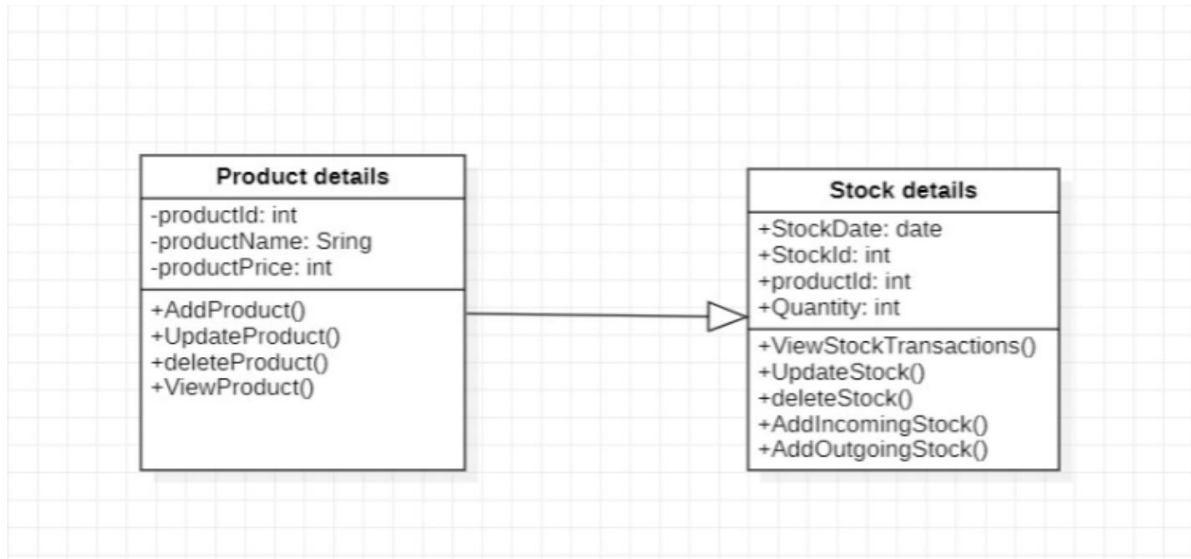 Product details
-productId: int
-productName: Sring
-productPrice: int
+AddProduct()
+UpdateProduct()
+deleteProduct()
+ViewProduct()
Stock details
+StockDate: date
+StockId: int
+productId: int
+Quantity: int
+ViewStockTransactions()
+UpdateStock()
+deleteStock()
+AddIncomingStock()
+AddOutgoingStock()